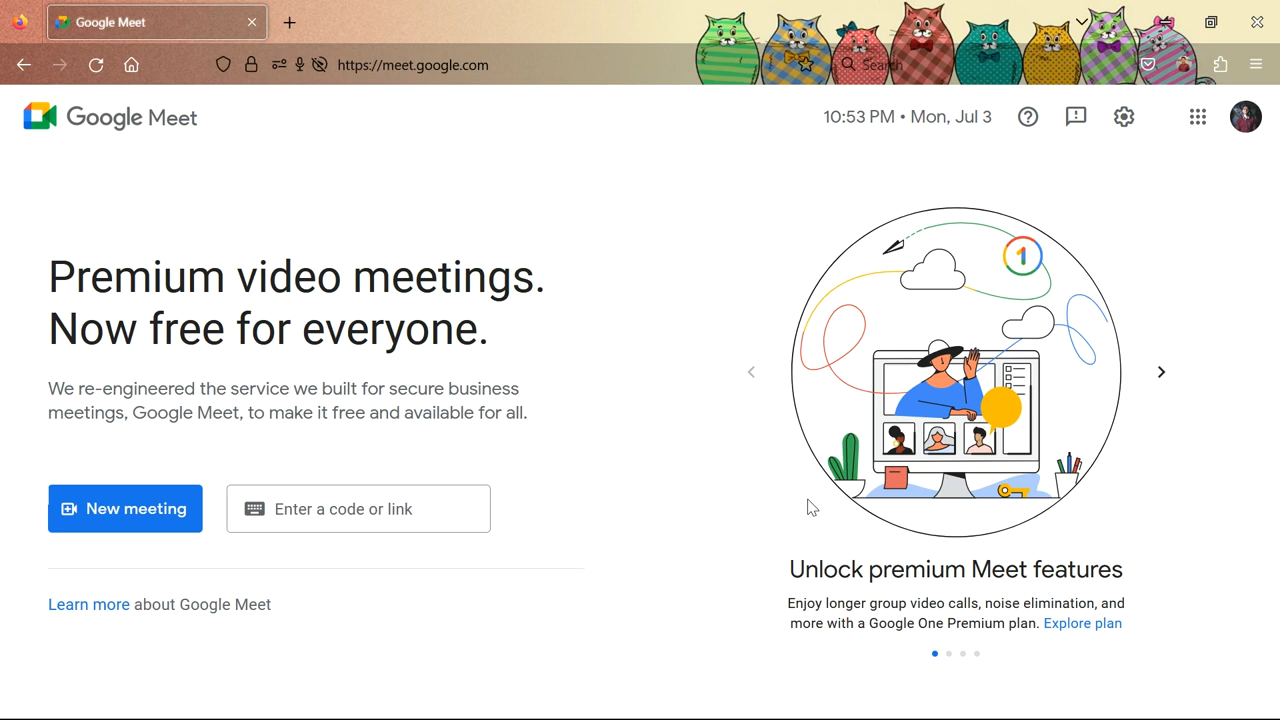 Google Meet
https://meet.google.com
Search
Google Meet
10:53 PM • Mon, Jul 3
Premium video meetings.
Now free for everyone.
We re-engineered the service we built for secure business
meetings, Google Meet, to make it free and available for all.
New meeting
Enter a code or link
Learn more about Google Meet
1
Unlock premium Meet features
Enjoy longer group video calls, noise elimination, and
more with a Google One Premium plan. Explore plan